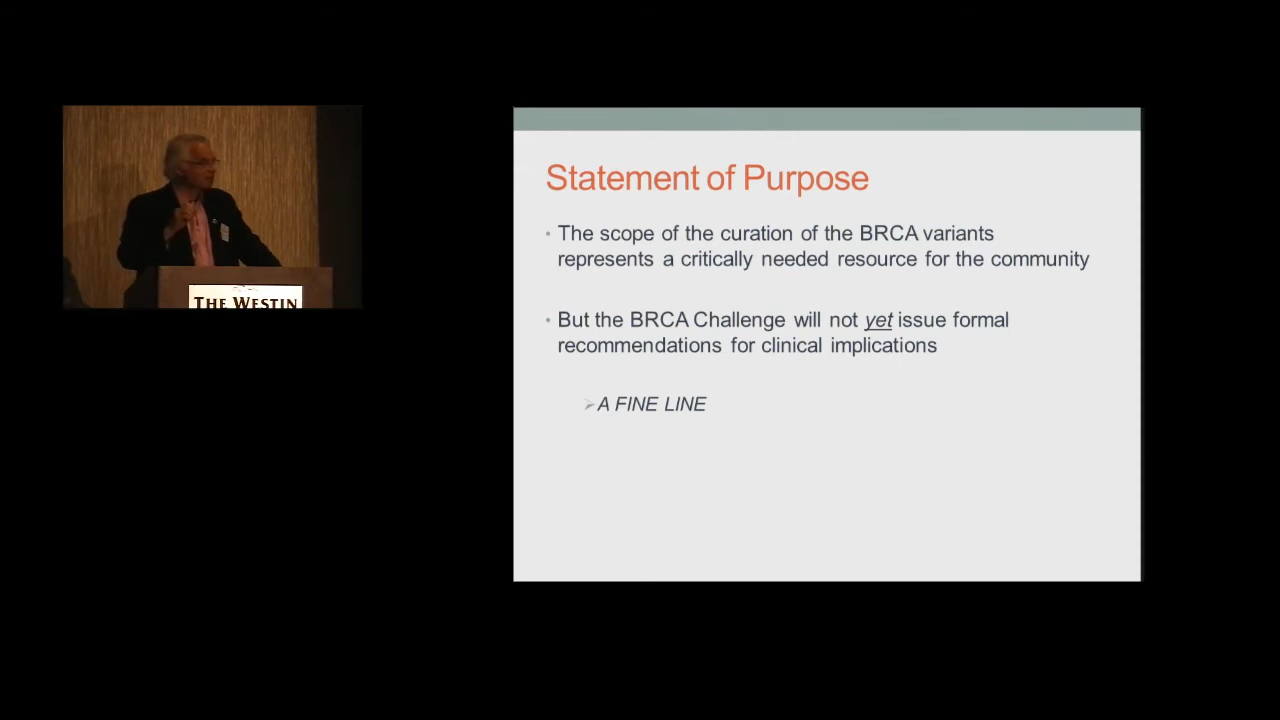 THE WESTIN
Statement of Purpose
• The scope of the curation of the BRCA variants
represents a critically needed resource for the community
• But the BRCA Challenge will not yet issue formal
recommendations for clinical implications
➢ A FINE LINE